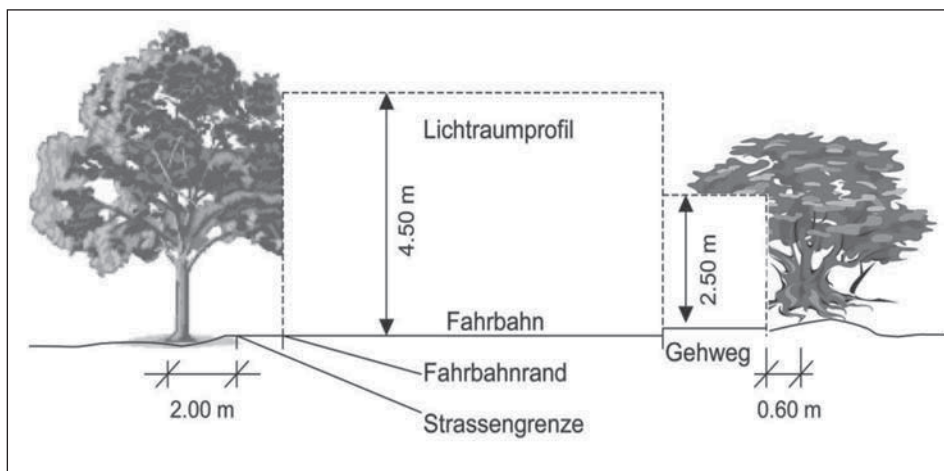 Lichtraumprofil
4.50 m
2.50 m
Fahrbahn
Gehweg
Fahrbahnrand
2.00 m
0.60 m
Strassengrenze